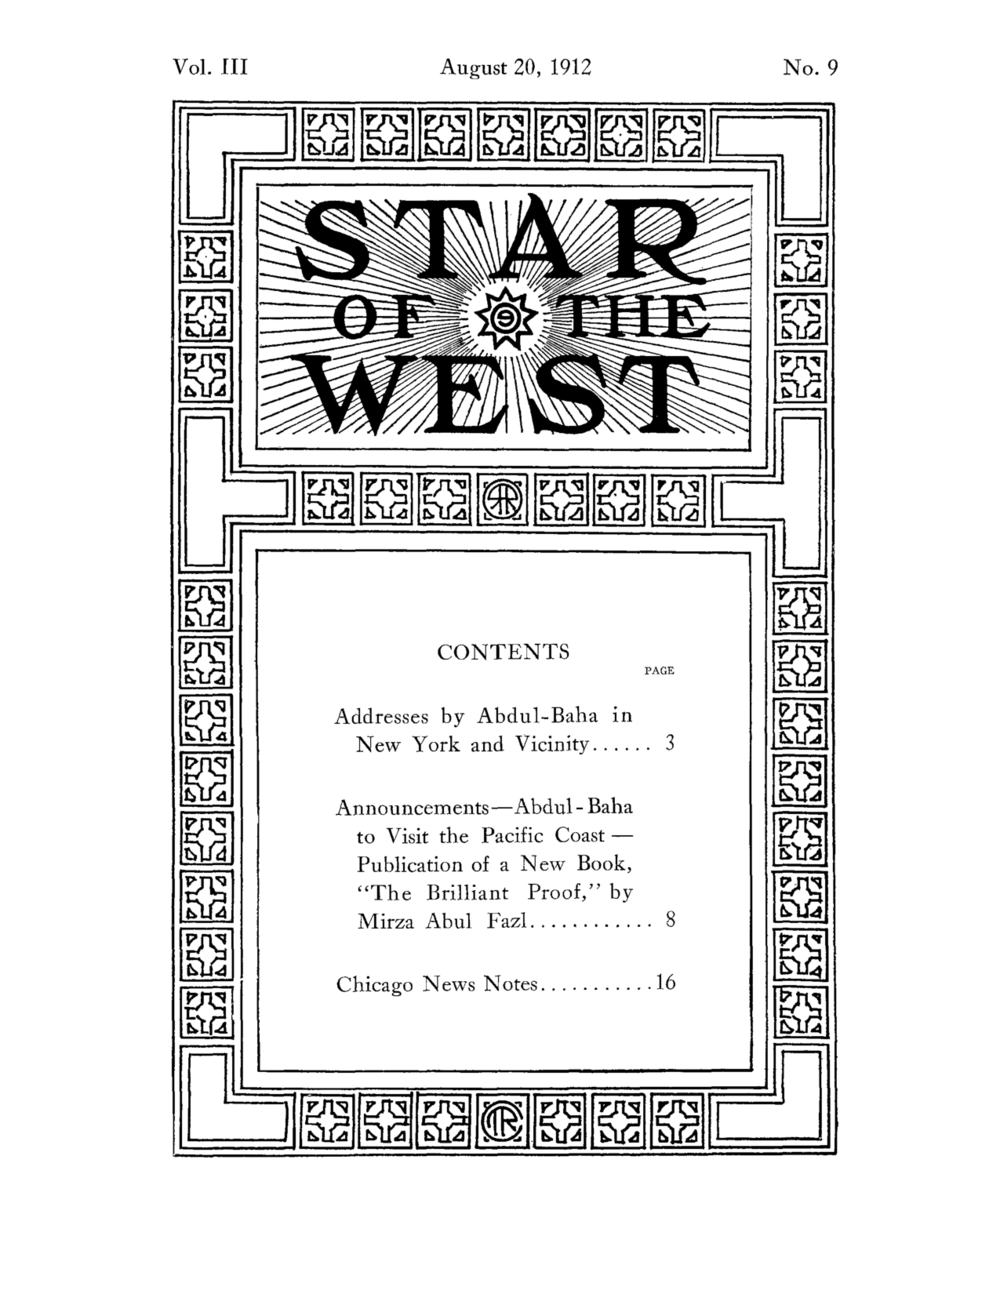 Vol. III August 20, 1912 No. 9
STAR
OF THE
WEST
CONTENTS
PAGE
Addresses by Abdul-Baha in
New York and Vicinity...... 3
Announcements—Abdul-Baha
to Visit the Pacific Coast—
Publication of a New Book,
“The Brilliant Proof,” by
Mirza Abul Fazl............ 8
Chicago News Notes...........16